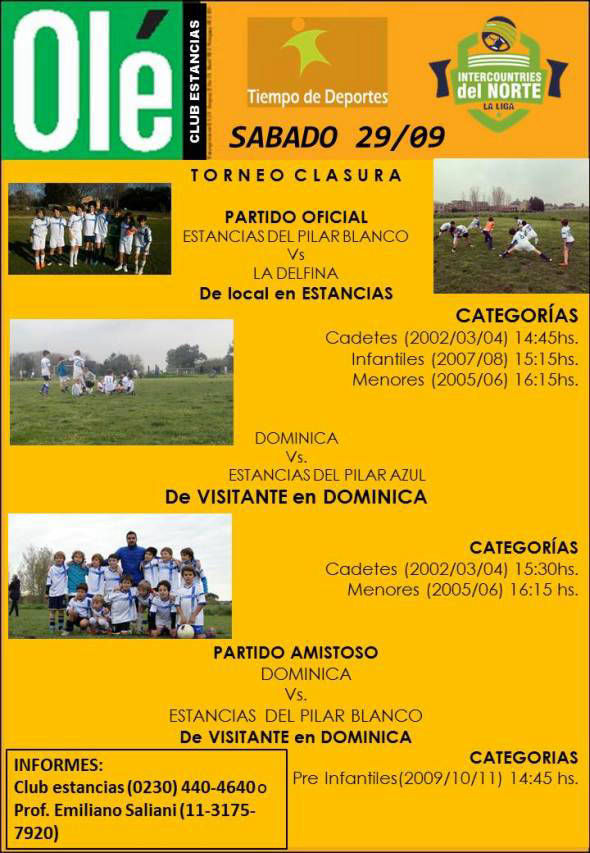 Olé
CLUB ESTANCIAS
Tiempo de Deportes
INTERCOUNTRIES
del NORTE
LA LIGA
SABADO 29/09
TORNEO CLASURA
PARTIDO OFICIAL
ESTANCIAS DEL PILAR BLANCO
Vs
LA DELFINA
De local en ESTANCIAS
CATEGORÍAS
Cadetes (2002/03/04) 14:45hs.
Infantiles (2007/08) 15:15hs.
Menores (2005/06) 16:15hs.
DOMINICA
Vs.
ESTANCIAS DEL PILAR AZUL
De VISITANTE en DOMINICA
CATEGORÍAS
Cadetes (2002/03/04) 15:30hs.
Menores (2005/06) 16:15 hs.
PARTIDO AMISTOSO
DOMINICA
Vs.
ESTANCIAS DEL PILAR BLANCO
De VISITANTE en DOMINICA
CATEGORIAS
Pre Infantiles(2009/10/11) 14:45 hs.
INFORMES:
Club estancias (0230) 440-4640 o
Prof. Emiliano Saliani (11-3175-
7920)